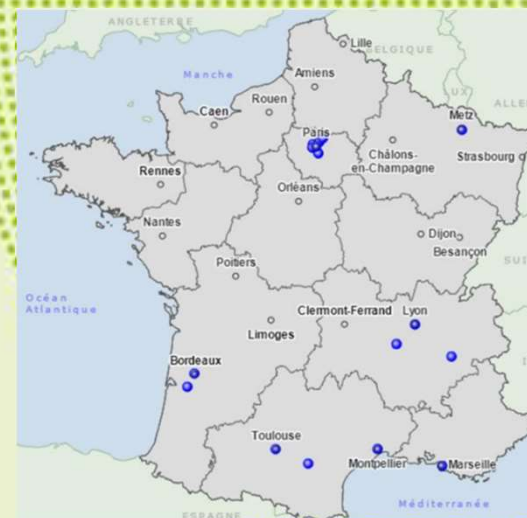 ANGLETERRE
Lille
BELGIQUE
Manche
Amiens
LUX
Rouen
ALLE
Caen
Metz
Paris
Châlons-
en-Champagne
Strasbourg
Rennes
Orléans
Nantes
Dijon
Besançon
Poitiers
SUI
Océan
Atlantique
Clermont-Ferrand
Lyon
Limoges
Bordeaux
Toulouse
Montpellier
Marseille
Méditerranée
ESPAGNE